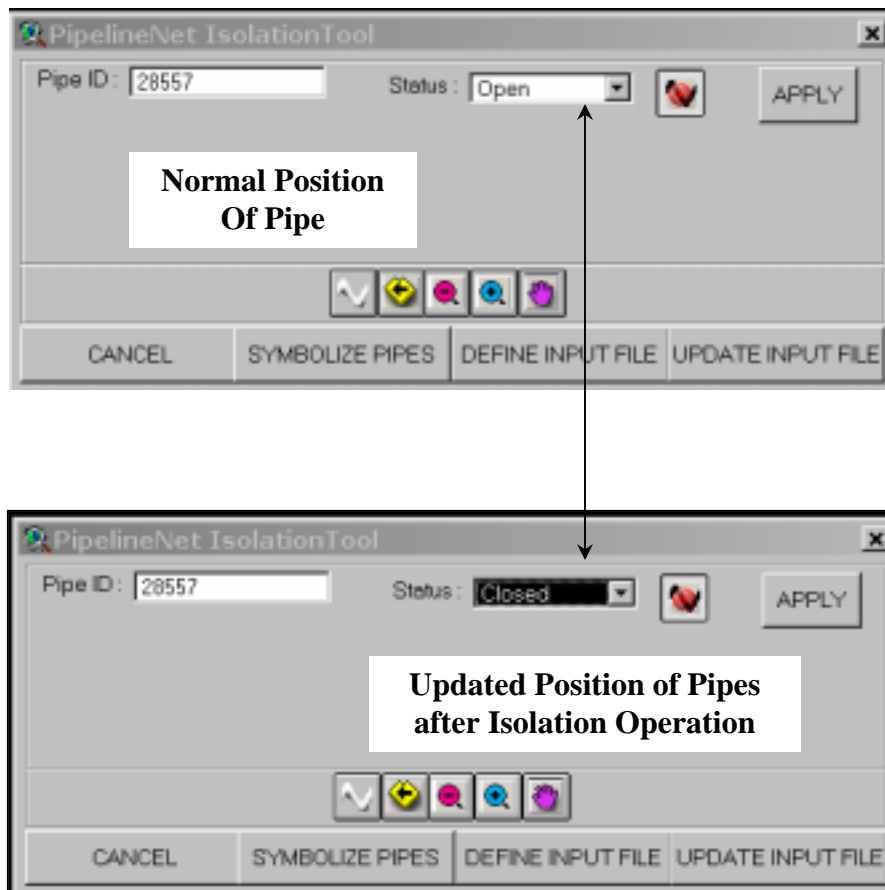 PipelineNet IsolationTool
Pipe ID : 28557 Status : Open APPLY
Normal Position
Of Pipe
CANCEL SYMBOLIZE PIPES DEFINE INPUT FILE UPDATE INPUT FILE
PipelineNet IsolationTool
Pipe ID : 28557 Status : Closed APPLY
Updated Position of Pipes
after Isolation Operation
CANCEL SYMBOLIZE PIPES DEFINE INPUT FILE UPDATE INPUT FILE